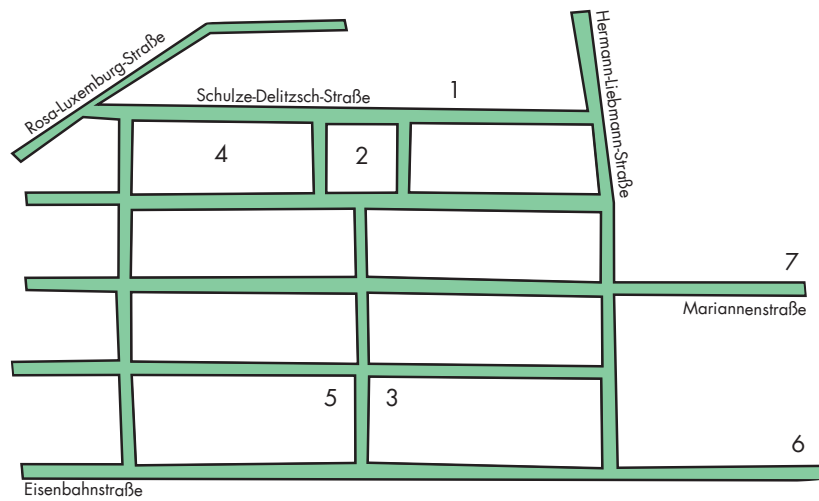 Hermann-Liebmann-Straße
Rosa-Luxemburg-Straße
Schulze-Delitzsch-Straße
1
4
2
7
Mariannenstraße
5
3
6
Eisenbahnstraße